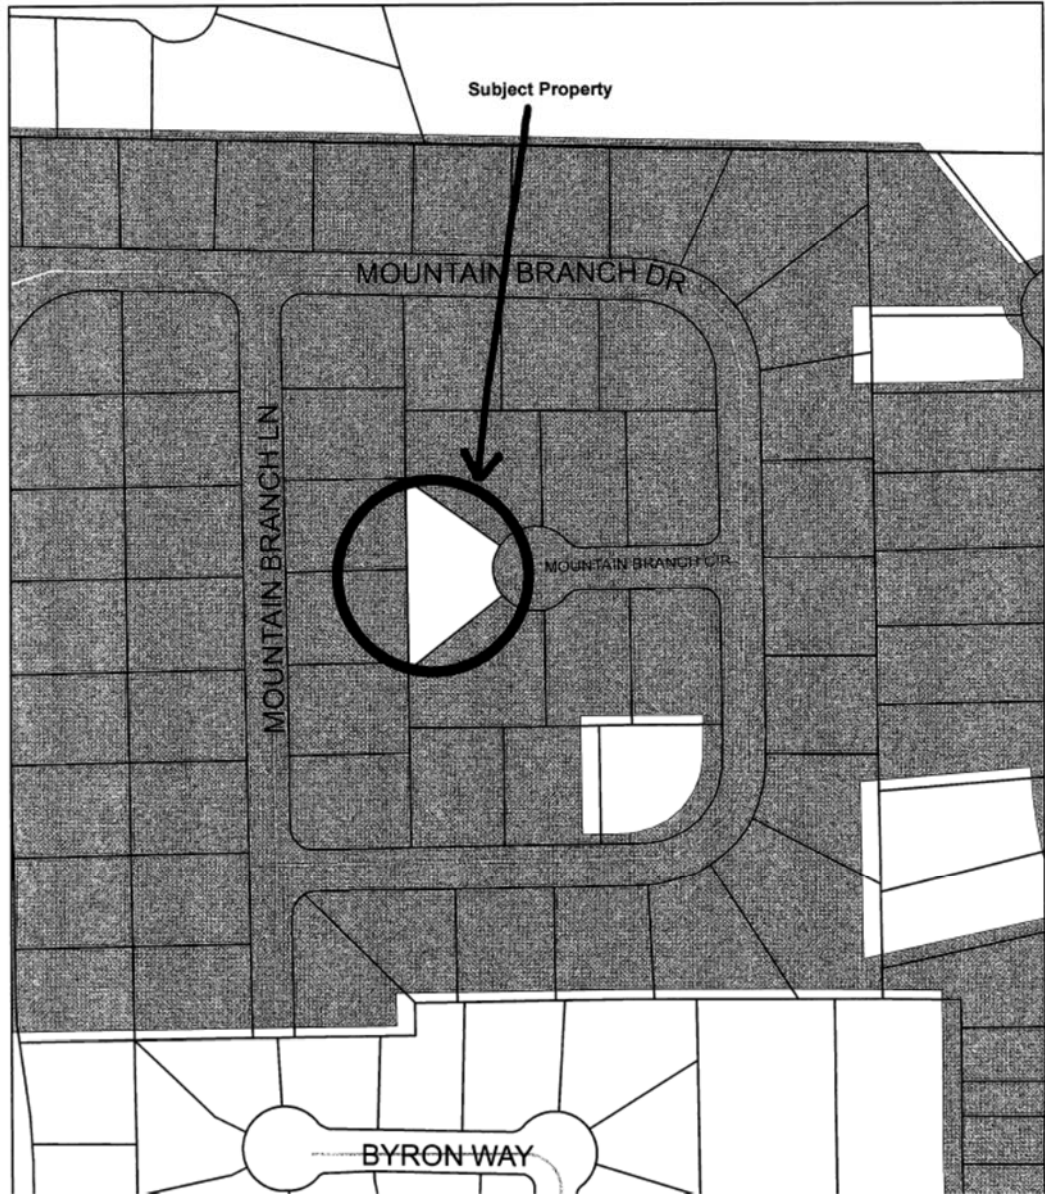 Subject Property
MOUNTAIN BRANCH DR
MOUNTAIN BRANCH LN
MOUNTAIN BRANCH CIR
BYRON WAY